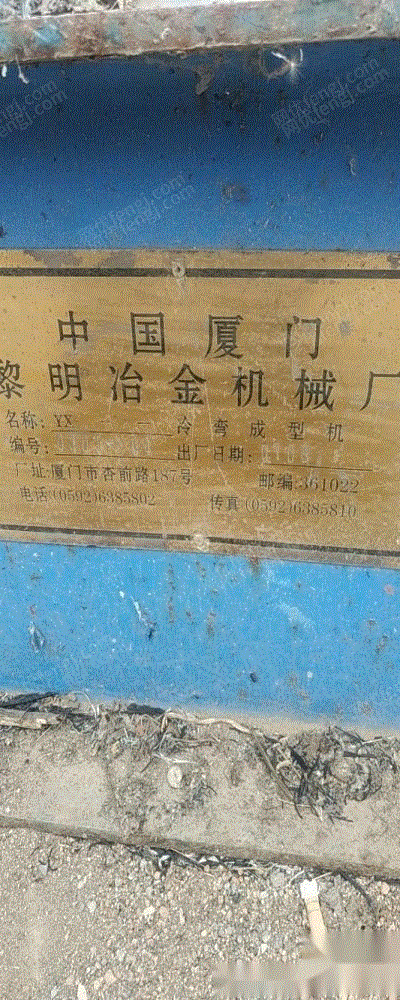 中国厦门
黎明冶金机械厂
名称: YX — — 冷弯成型机
编号:
出厂日期:
厂址:厦门市杏前路187号
邮编:361022
电话:(0592)6385802
传真:(0592)6385810